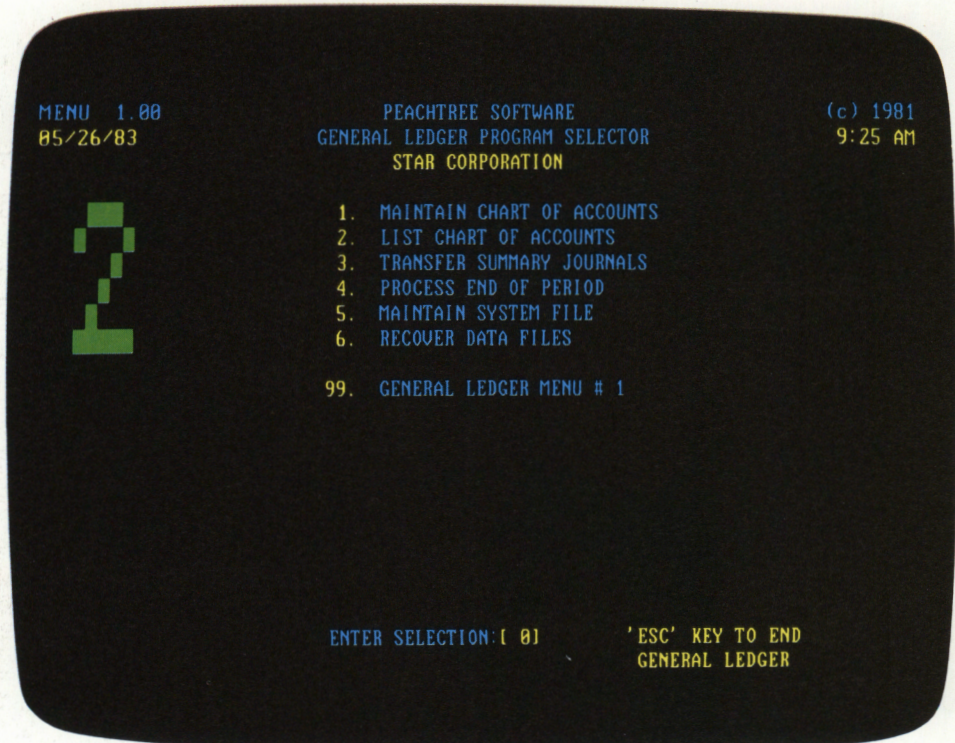 MENU 1.00 PEACHTREE SOFTWARE (c) 1981
05/26/83 GENERAL LEDGER PROGRAM SELECTOR 9:25 AM
STAR CORPORATION
2
1. MAINTAIN CHART OF ACCOUNTS
2. LIST CHART OF ACCOUNTS
3. TRANSFER SUMMARY JOURNALS
4. PROCESS END OF PERIOD
5. MAINTAIN SYSTEM FILE
6. RECOVER DATA FILES
99. GENERAL LEDGER MENU # 1
ENTER SELECTION:[ 0] 'ESC' KEY TO END
GENERAL LEDGER